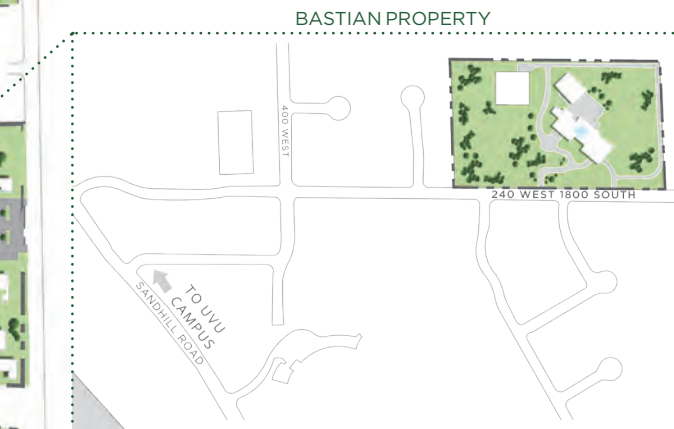 BASTIAN PROPERTY
400 WEST
240 WEST 1800 SOUTH
TO UVU
CAMPUS
SANDHILL ROAD